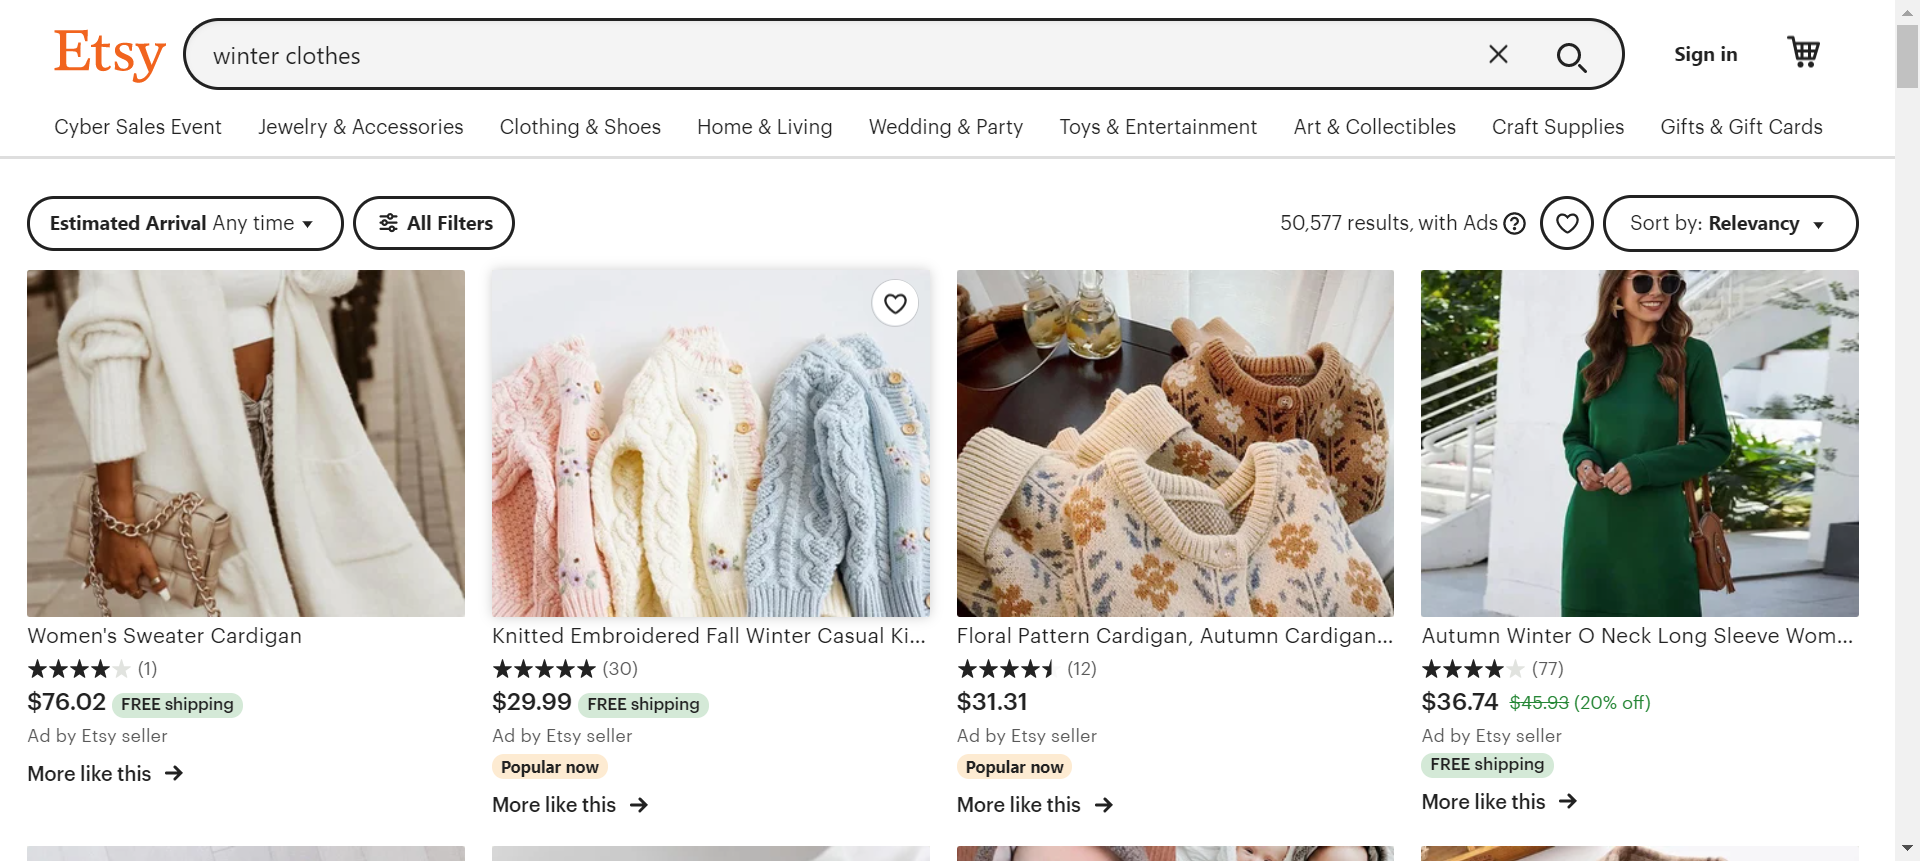 Etsy
winter clothes
Sign in
Cyber Sales Event
Jewelry & Accessories
Clothing & Shoes
Home & Living
Wedding & Party
Toys & Entertainment
Art & Collectibles
Craft Supplies
Gifts & Gift Cards
Estimated Arrival Any time
All Filters
50,577 results, with Ads
Sort by: Relevancy
Women's Sweater Cardigan
(1)
$76.02 FREE shipping
Ad by Etsy seller
More like this
Knitted Embroidered Fall Winter Casual Ki...
(30)
$29.99 FREE shipping
Ad by Etsy seller
Popular now
More like this
Floral Pattern Cardigan, Autumn Cardigan...
(12)
$31.31
Ad by Etsy seller
Popular now
More like this
Autumn Winter O Neck Long Sleeve Wom...
(77)
$36.74 $45.93 (20% off)
Ad by Etsy seller
FREE shipping
More like this